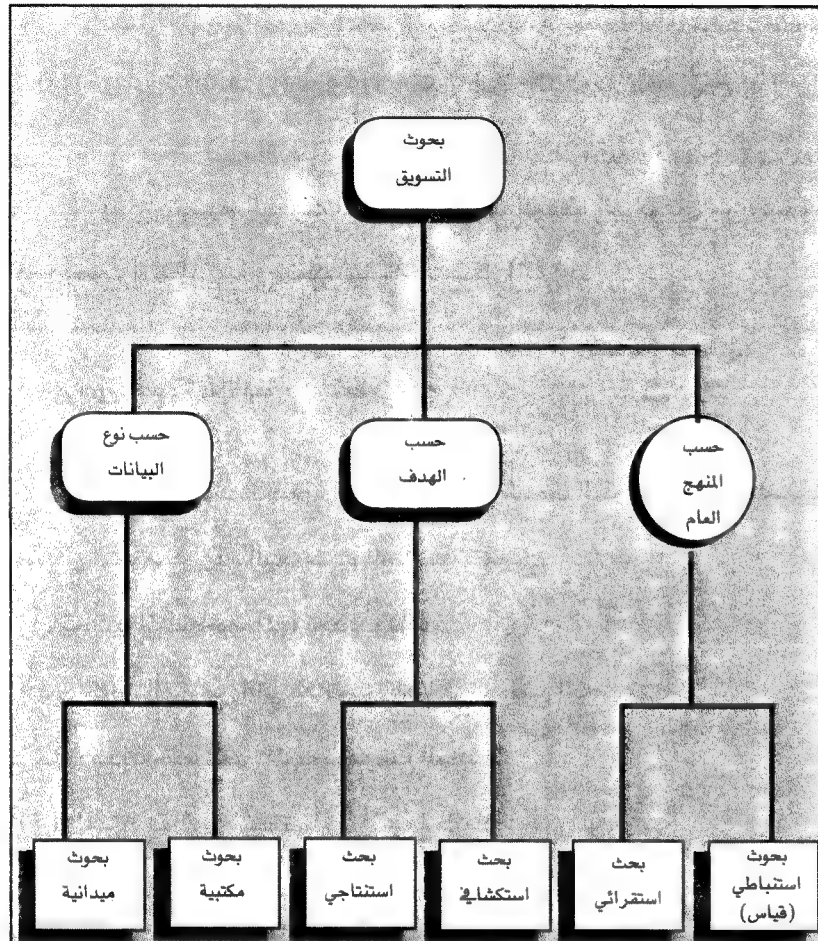 بحوث
التسويق
حسب
المنهج
العام
حسب
الهدف
حسب نوع
البيانات
بحوث
استنباطي
(قياس)
بحث
استقرائي
بحث
استكشافي
بحث
استنتاجي
بحوث
مكتبية
بحوث
ميدانية